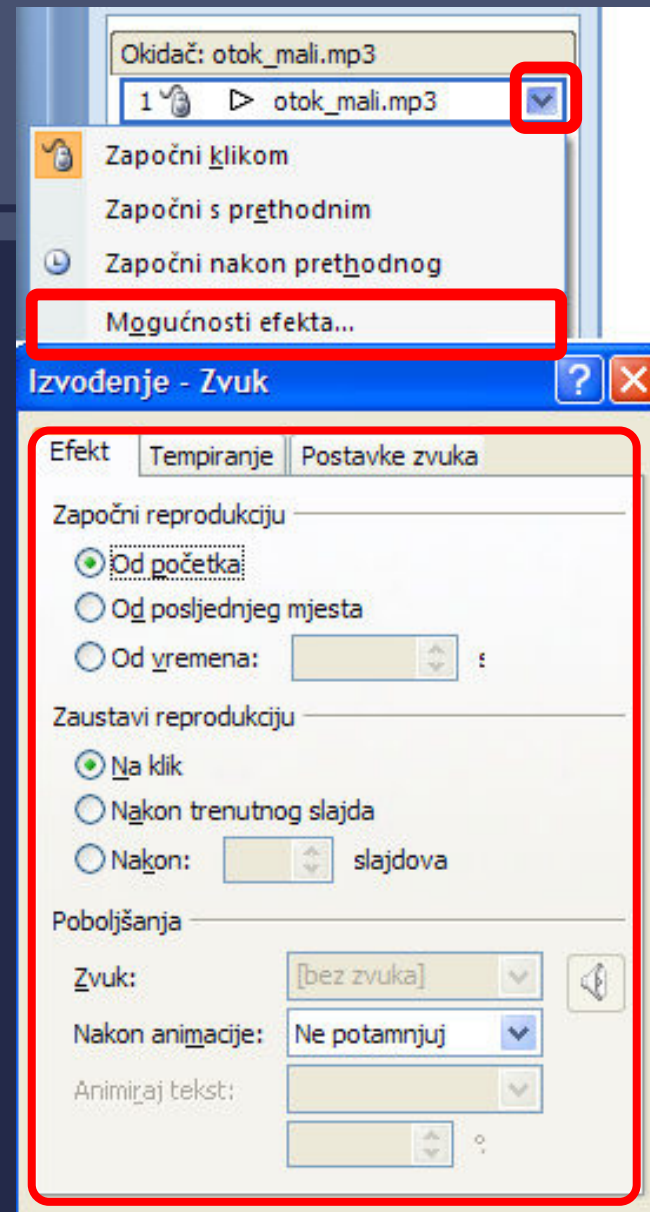 Okidač: otok_mali.mp3
1 otok_mali.mp3
Započni klikom
Započni s prethodnim
Započni nakon prethodnog
Mogućnosti efekta...
Izvođenje - Zvuk ?
Efekt Tempiranje Postavke zvuka
Započni reprodukciju
Od početka
Od posljednjeg mjesta
Od vremena: s
Zaustavi reprodukciju
Na klik
Nakon trenutnog slajda
Nakon: slajdova
Poboljšanja
Zvuk: [bez zvuka]
Nakon animacije: Ne potamnjuj
Animiraj tekst: